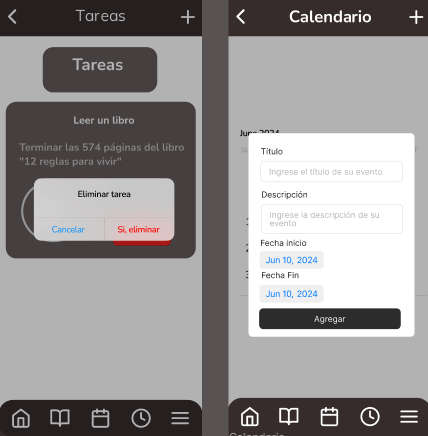 Tareas
Tareas
Leer un libro
Terminar las 574 páginas del libro
"12 reglas para vivir"
Eliminar tarea
Cancelar
Si, eliminar
Calendario
June 2024
Título
Ingrese el título de su evento
Descripción
Ingrese la descripción de su
evento
Fecha inicio
Jun 10, 2024
Fecha Fin
Jun 10, 2024
Agregar
Calendario